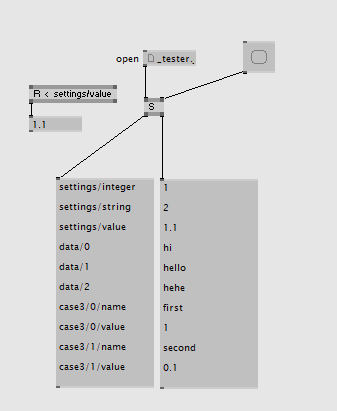 open
_tester.
R < settings/value
1.1
S
settings/integer 1
settings/string 2
settings/value 1.1
data/0 hi
data/1 hello
data/2 hehe
case3/0/name first
case3/0/value 1
case3/1/name second
case3/1/value 0.1